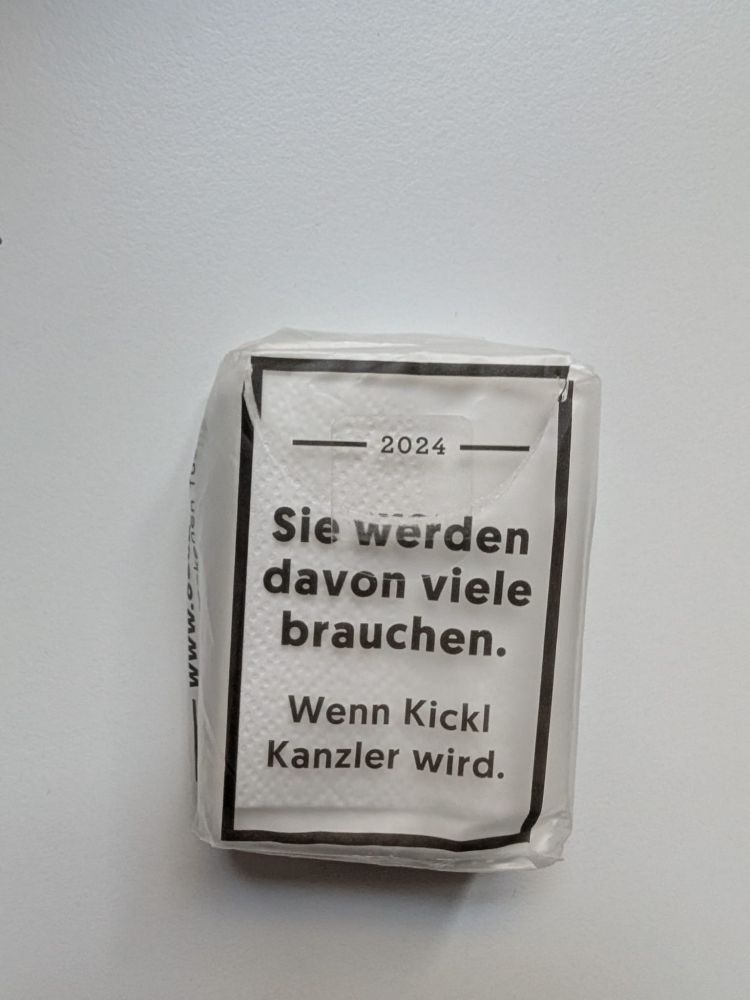 2024
Sie werden
davon viele
brauchen.
Wenn Kickl
Kanzler wird.